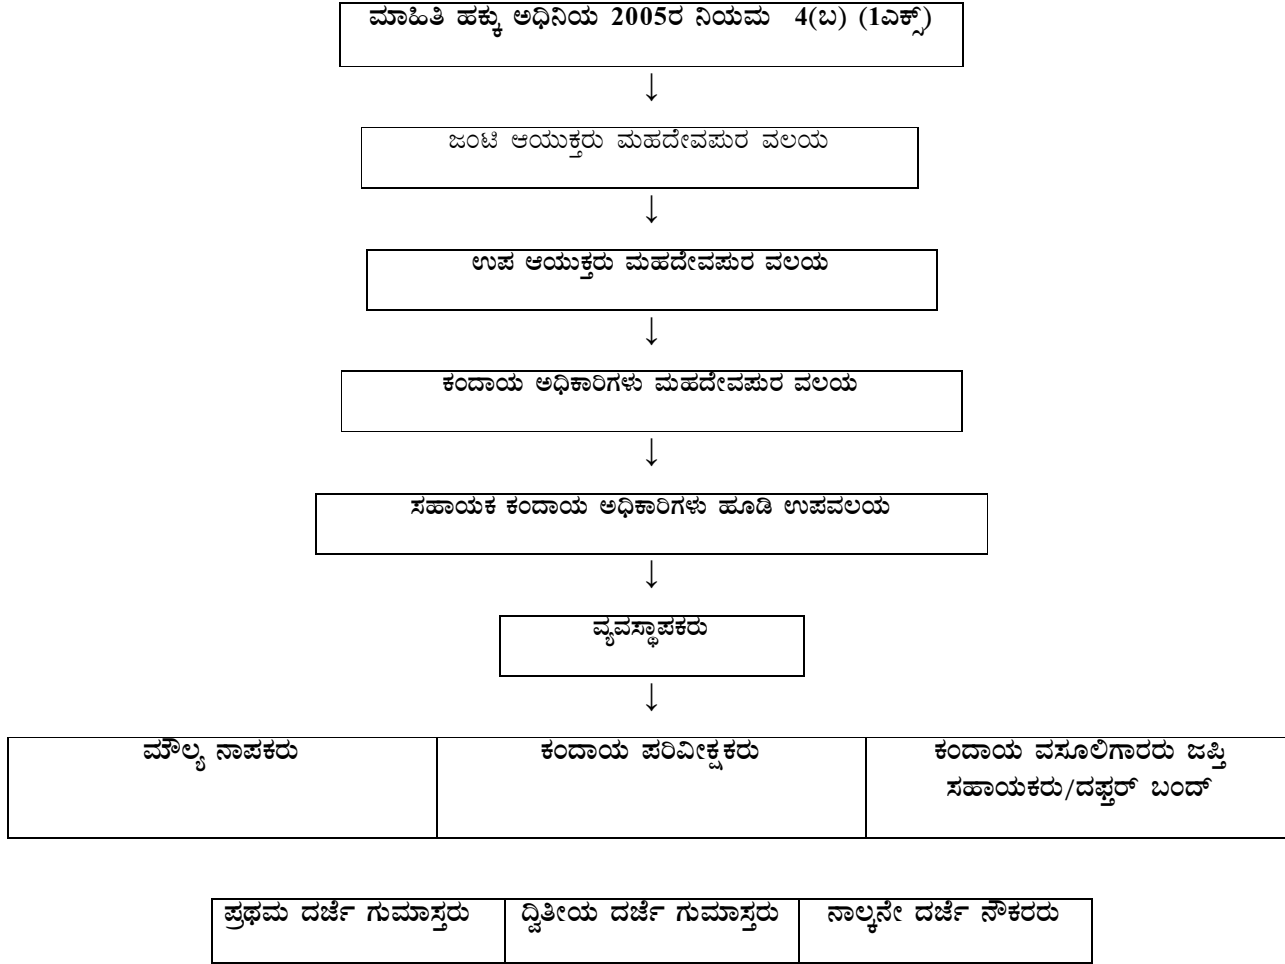 ಮಾಹಿತಿ ಹಕ್ಕು ಅಧಿನಿಯ 2005ರ ನಿಯಮ 4(ಬ) (1ಎಕ್ಸ್)
↓
ಜಂಟಿ ಆಯುಕ್ತರು ಮಹದೇವಪುರ ವಲಯ
↓
ಉಪ ಆಯುಕ್ತರು ಮಹದೇವಪುರ ವಲಯ
↓
ಕಂದಾಯ ಅಧಿಕಾರಿಗಳು ಮಹದೇವಪುರ ವಲಯ
↓
ಸಹಾಯಕ ಕಂದಾಯ ಅಧಿಕಾರಿಗಳು ಹೂಡಿ ಉಪವಲಯ
↓
ವ್ಯವಸ್ಥಾಪಕರು
↓
ಮೌಲ್ಯ ನಾಪಕರು
ಕಂದಾಯ ಪರಿವೀಕ್ಷಕರು
ಕಂದಾಯ ವಸೂಲಿಗಾರರು ಜಪ್ತಿ
ಸಹಾಯಕರು/ದಫ್ತರ್ ಬಂದ್
ಪ್ರಥಮ ದರ್ಜೆ ಗುಮಾಸ್ತರು
ದ್ವಿತೀಯ ದರ್ಜೆ ಗುಮಾಸ್ತರು
ನಾಲ್ಕನೇ ದರ್ಜೆ ನೌಕರರು